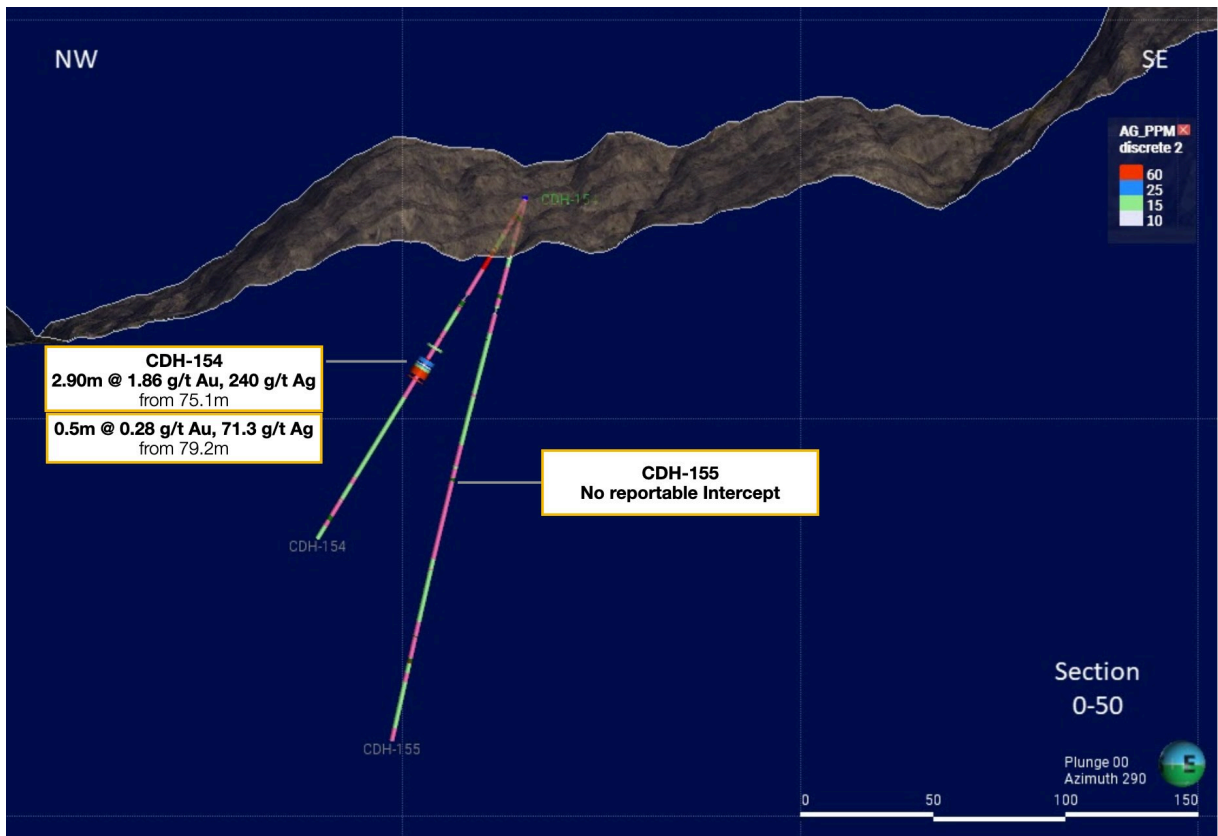 NW
SE
AG_PPM
discrete 2
60
25
15
10
CDH-154
2.90m @ 1.86 g/t Au, 240 g/t Ag
from 75.1m
0.5m @ 0.28 g/t Au, 71.3 g/t Ag
from 79.2m
CDH-155
No reportable Intercept
CDH-154
CDH-155
Section
0-50
Plunge 00
Azimuth 290
0
50
100
150